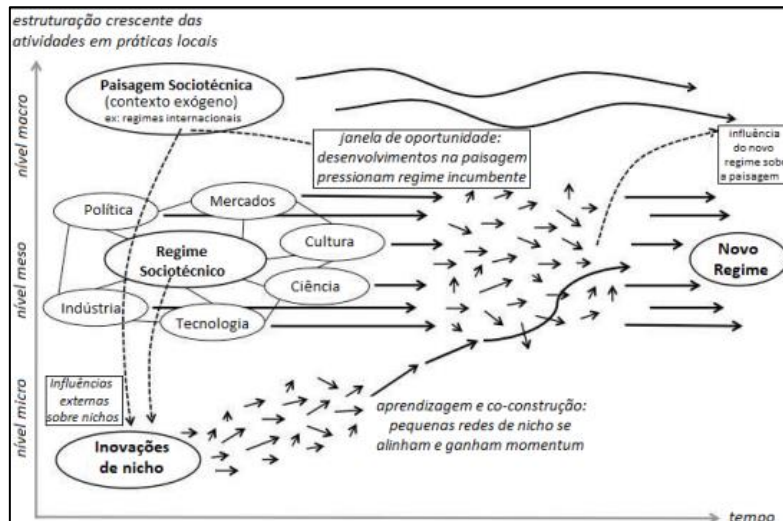 estruturação crescente das
atividades em práticas locais
nível macro
Paisagem Sociotécnica
(contexto exógeno)
ex: regimes internacionais
janela de oportunidade:
desenvolvimentos na paisagem
pressionam regime incumbente
influência
do novo
regime sobre
a paisagem
nível meso
Política
Mercados
Regime
Sociotécnico
Cultura
Ciência
Indústria
Tecnologia
Novo
Regime
nível micro
Influências
externas
sobre nichos
Inovações
de nicho
aprendizagem e co-construção:
pequenas redes de nicho se
alinham e ganham momentum
tempo